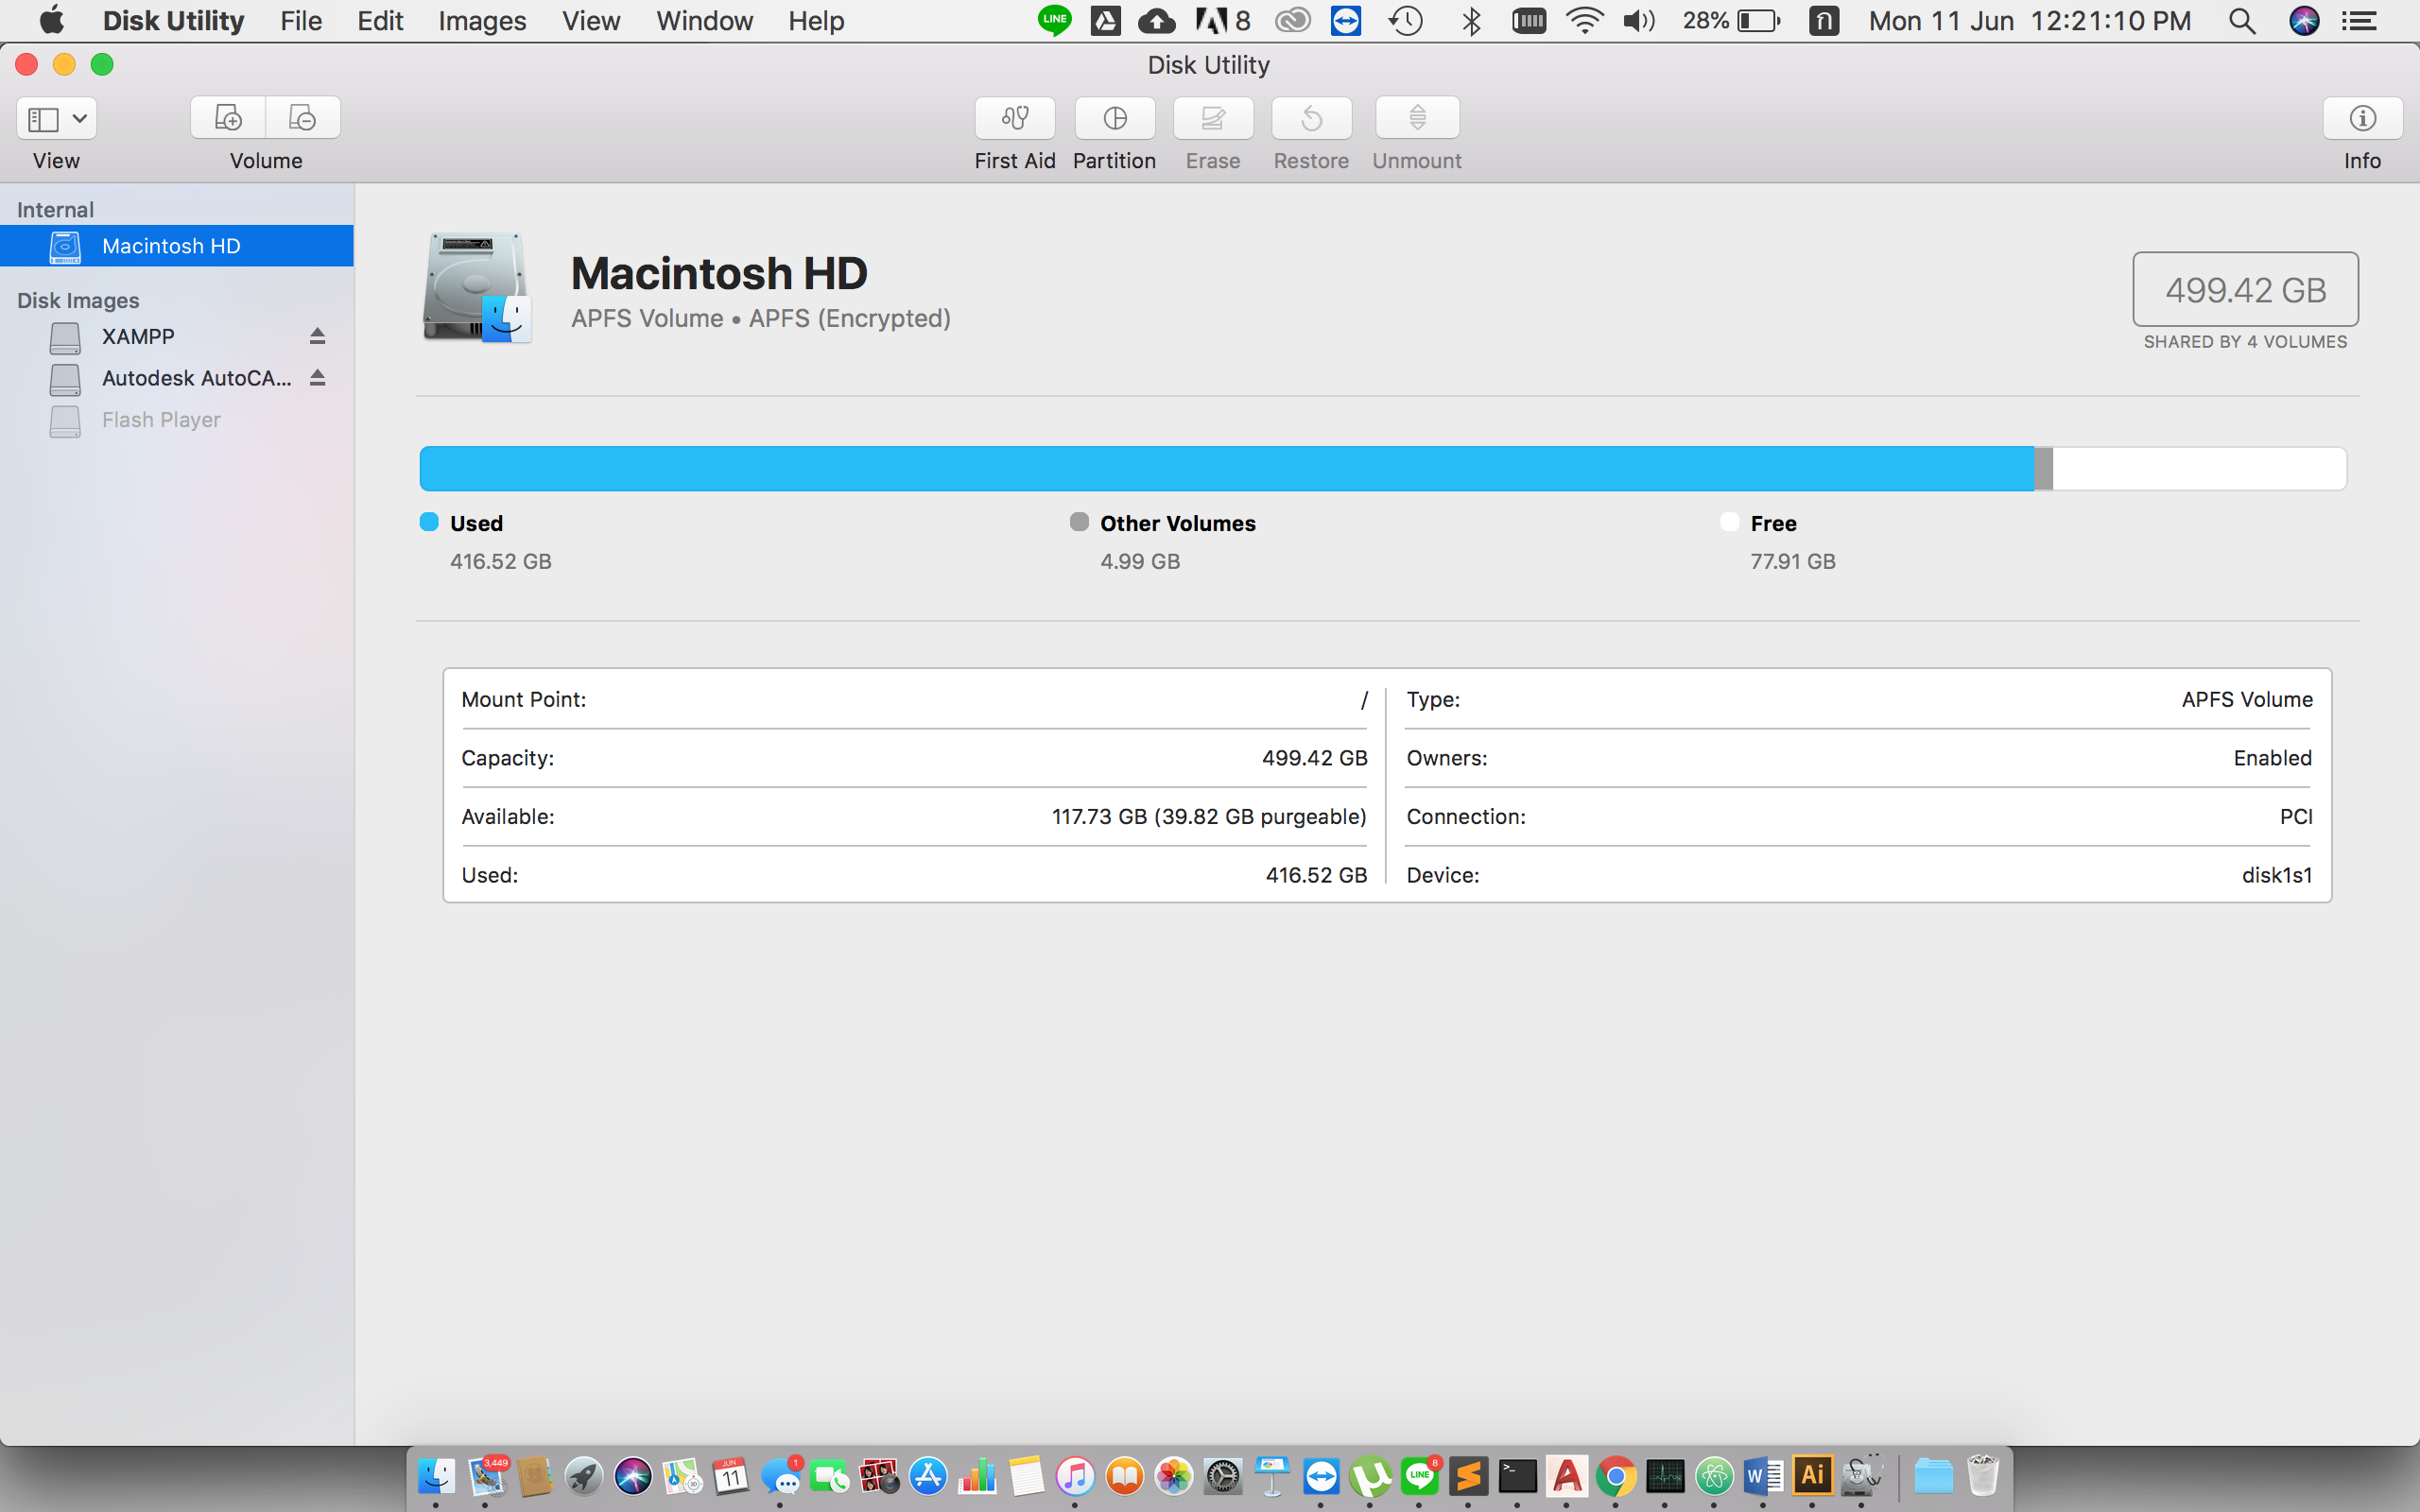 Disk Utility File Edit Images View Window Help LINE 8 28% ก Mon 11 Jun 12:21:10 PM
Disk Utility
View Volume First Aid Partition Erase Restore Unmount Info
Internal
Macintosh HD
Disk Images
XAMPP
Autodesk AutoCA...
Flash Player
Macintosh HD
APFS Volume • APFS (Encrypted)
499.42 GB
SHARED BY 4 VOLUMES
Used
416.52 GB
Other Volumes
4.99 GB
Free
77.91 GB
Mount Point: /
Capacity: 499.42 GB
Available: 117.73 GB (39.82 GB purgeable)
Used: 416.52 GB
Type: APFS Volume
Owners: Enabled
Connection: PCI
Device: disk1s1
3,449 JUN 11 1 LINE 8 >_ W Ai